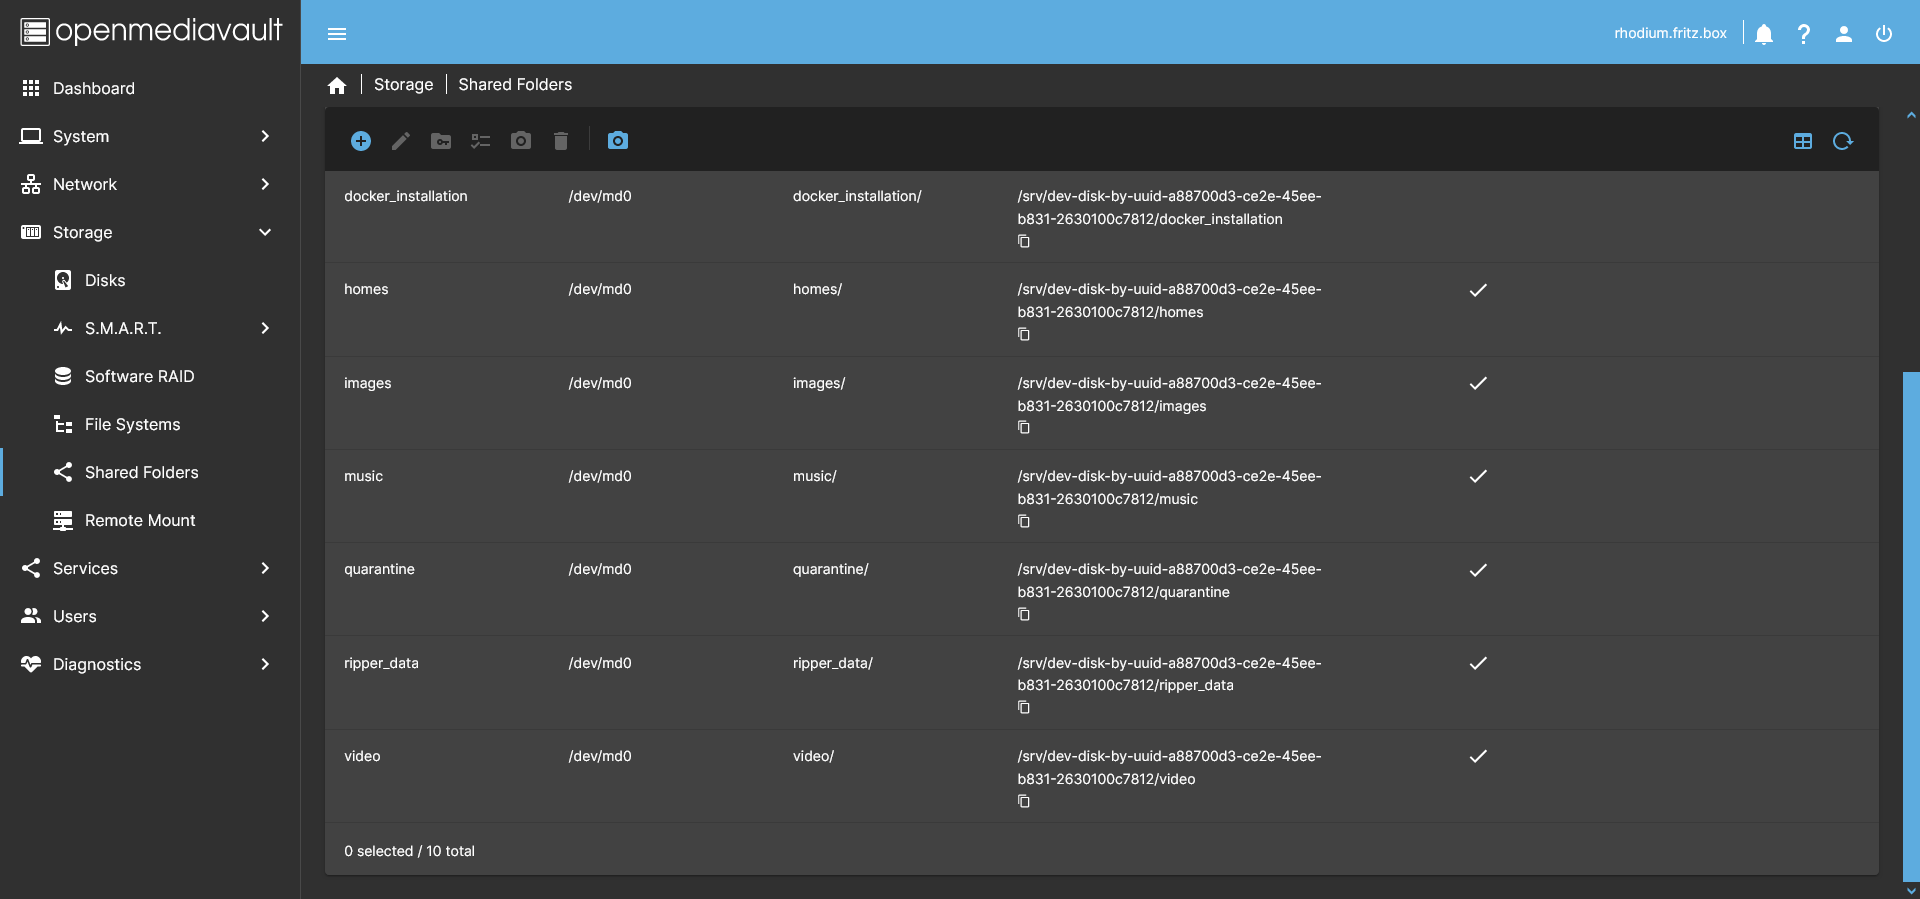 openmediavault
rhodium.fritz.box
Dashboard
System
Network
Storage
Disks
S.M.A.R.T.
Software RAID
File Systems
Shared Folders
Remote Mount
Services
Users
Diagnostics
Storage
Shared Folders
docker_installation /dev/md0 docker_installation/ /srv/dev-disk-by-uuid-a88700d3-ce2e-45ee-
b831-2630100c7812/docker_installation
homes /dev/md0 homes/ /srv/dev-disk-by-uuid-a88700d3-ce2e-45ee-
b831-2630100c7812/homes
images /dev/md0 images/ /srv/dev-disk-by-uuid-a88700d3-ce2e-45ee-
b831-2630100c7812/images
music /dev/md0 music/ /srv/dev-disk-by-uuid-a88700d3-ce2e-45ee-
b831-2630100c7812/music
quarantine /dev/md0 quarantine/ /srv/dev-disk-by-uuid-a88700d3-ce2e-45ee-
b831-2630100c7812/quarantine
ripper_data /dev/md0 ripper_data/ /srv/dev-disk-by-uuid-a88700d3-ce2e-45ee-
b831-2630100c7812/ripper_data
video /dev/md0 video/ /srv/dev-disk-by-uuid-a88700d3-ce2e-45ee-
b831-2630100c7812/video
0 selected / 10 total